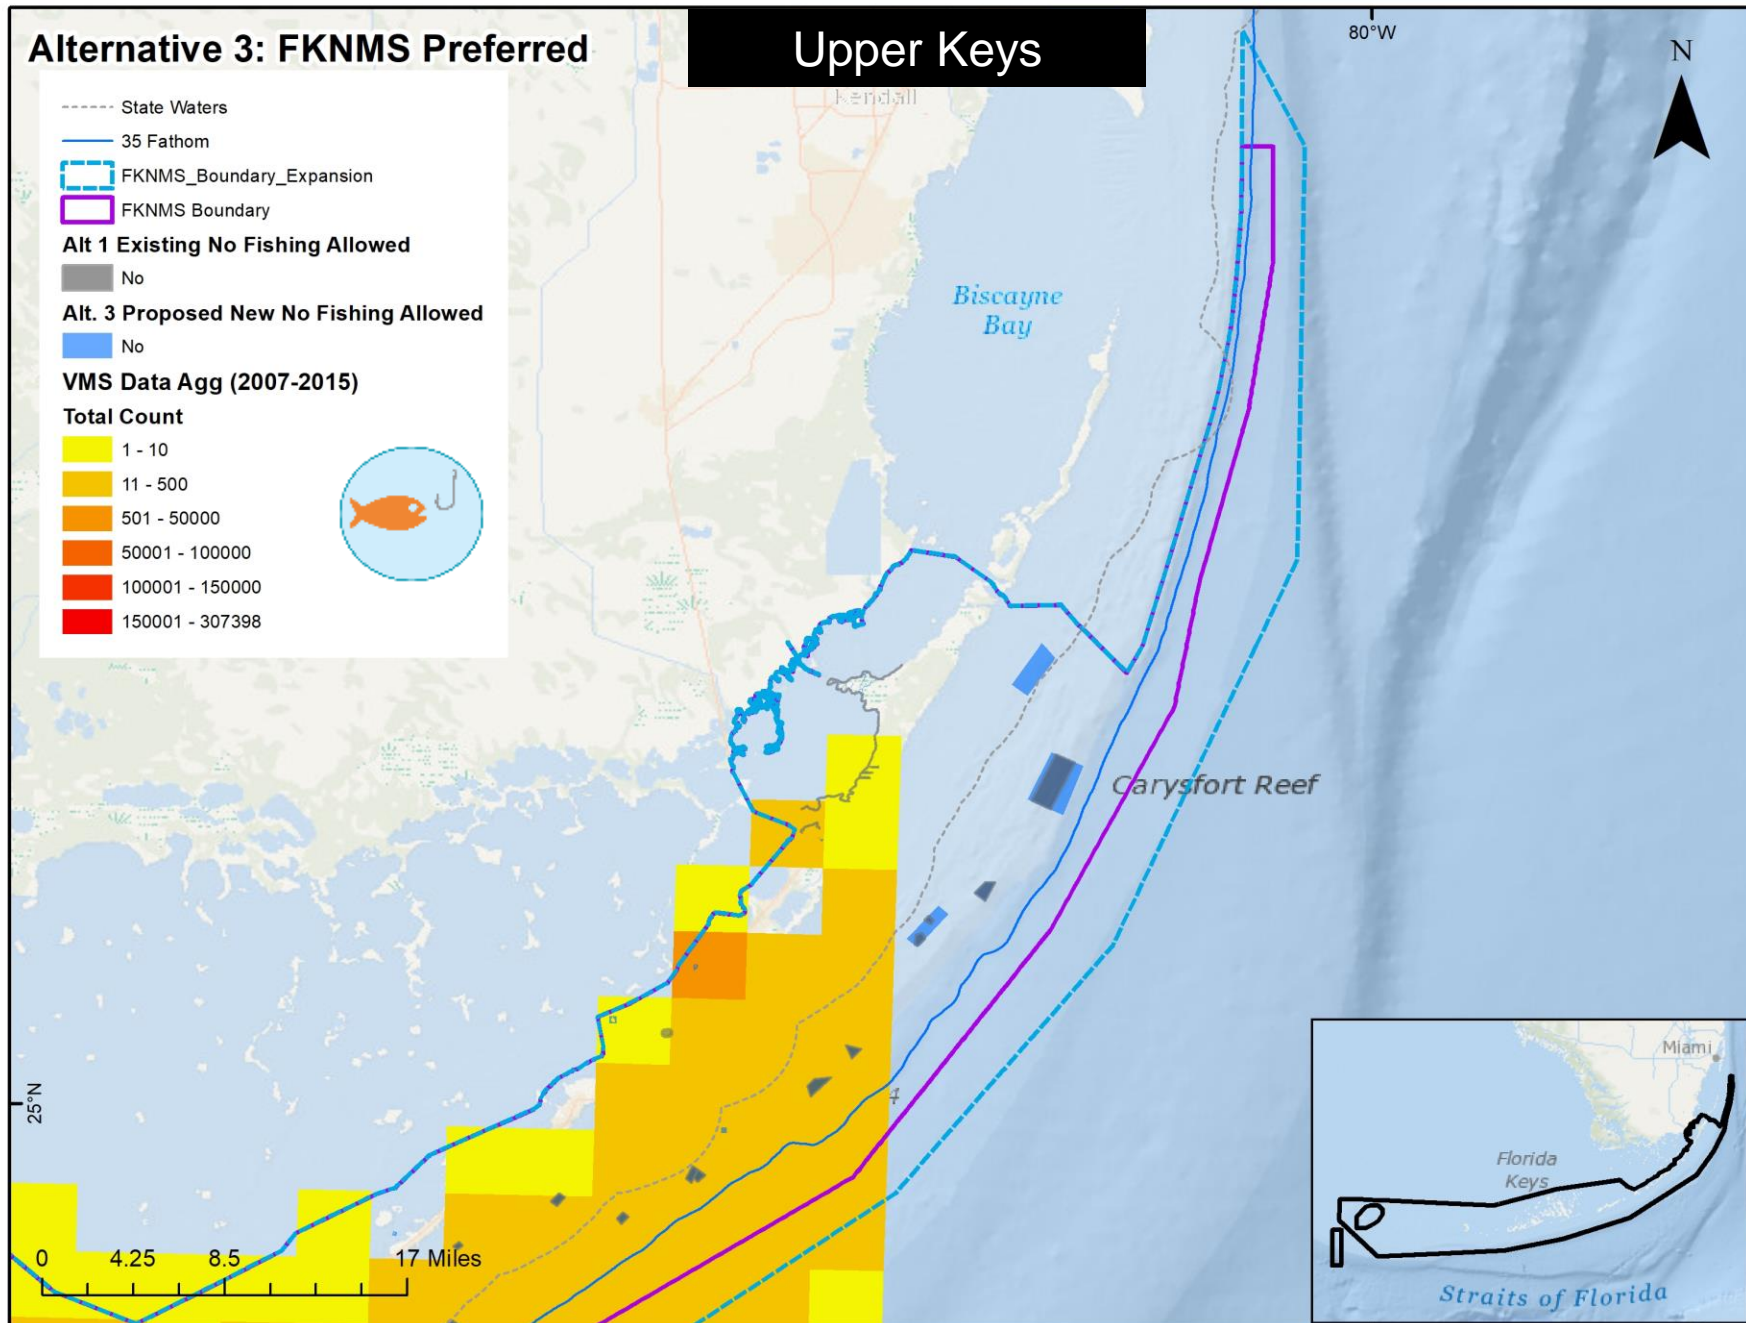 Alternative 3: FKNMS Preferred
Upper Keys
80°W
N
Kendall
State Waters
35 Fathom
FKNMS_Boundary_Expansion
FKNMS Boundary
Alt 1 Existing No Fishing Allowed
No
Alt. 3 Proposed New No Fishing Allowed
No
VMS Data Agg (2007-2015)
Total Count
1 - 10
11 - 500
501 - 50000
50001 - 100000
100001 - 150000
150001 - 307398
Biscayne
Bay
Carysfort Reef
4
25°N
0 4.25 8.5 17 Miles
Miami
Florida
Keys
Straits of Florida